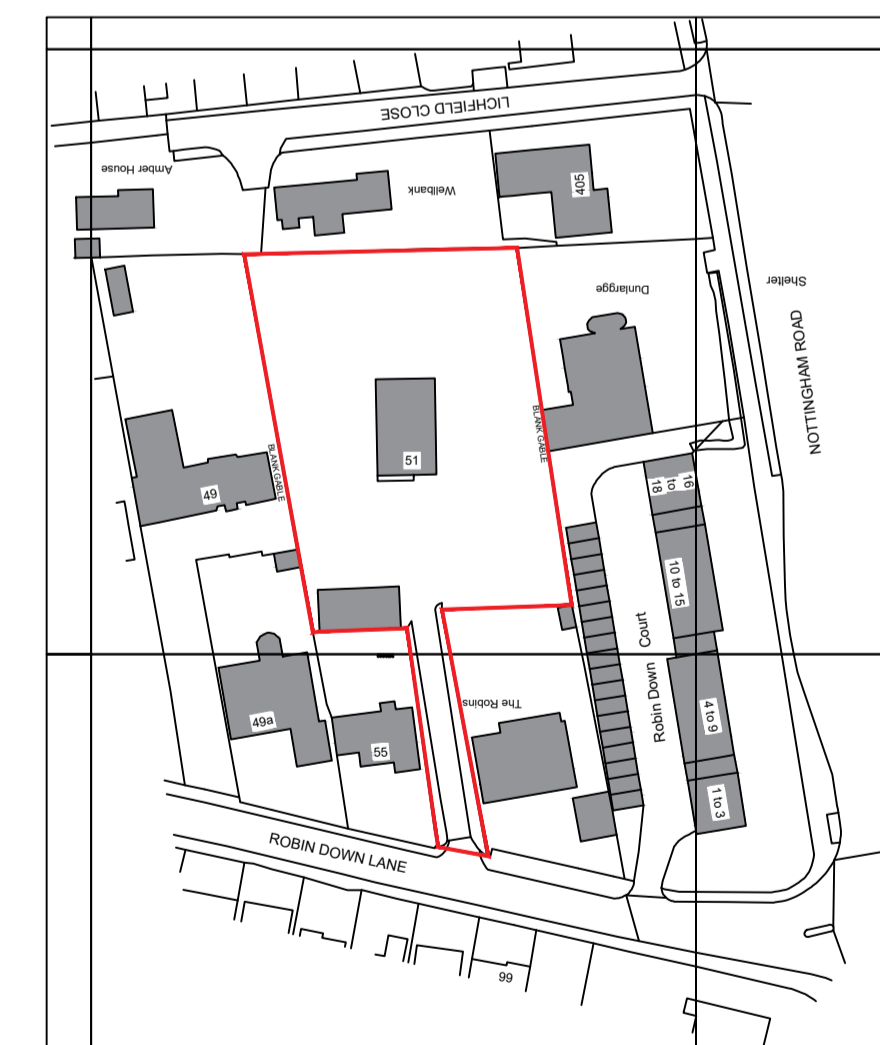 LICHFIELD CLOSE
Amber House
Wellbank
405
Dunlargge
Shelter
NOTTINGHAM ROAD
BLANK GABLE
51
BLANK GABLE
49
16
to
18
10 to 15
Robin Down Court
The Robins
49a
55
4 to 9
1 to 3
ROBIN DOWN LANE
99